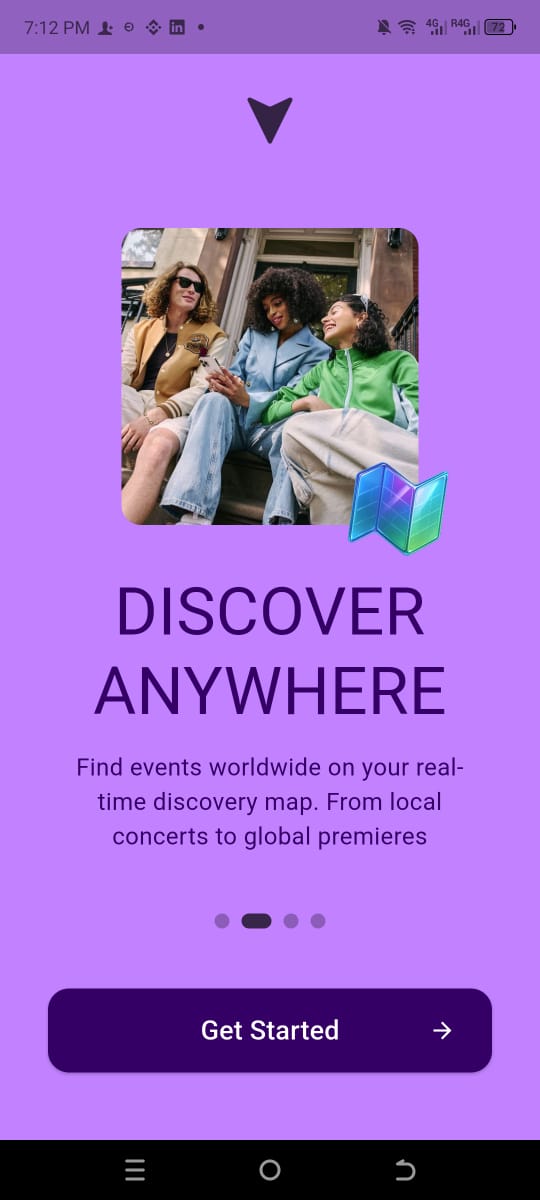 7:12 PM
4G
R4G
72
DISCOVER
ANYWHERE
Find events worldwide on your real-
time discovery map. From local
concerts to global premieres
Get Started